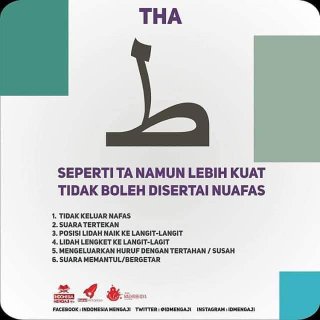 THA
ط
SEPERTI TA NAMUN LEBIH KUAT
TIDAK BOLEH DISERTAI NUAFAS
1. TIDAK KELUAR NAFAS
2. SUARA TERTEKAN
3. POSISI LIDAH NAIK KE LANGIT-LANGIT
4. LIDAH LENGKET KE LANGIT-LAGIT
5. MENGELUARKAN HURUF DENGAN TERTAHAN / SUSAH
6. SUARA MEMANTUL/BERGETAR
INDONESIA
MENGAJI
FACEBOOK : INDONESIA MENGAJI TWITTER : @IDMENGAJI INSTAGRAM : IDMENGAJI